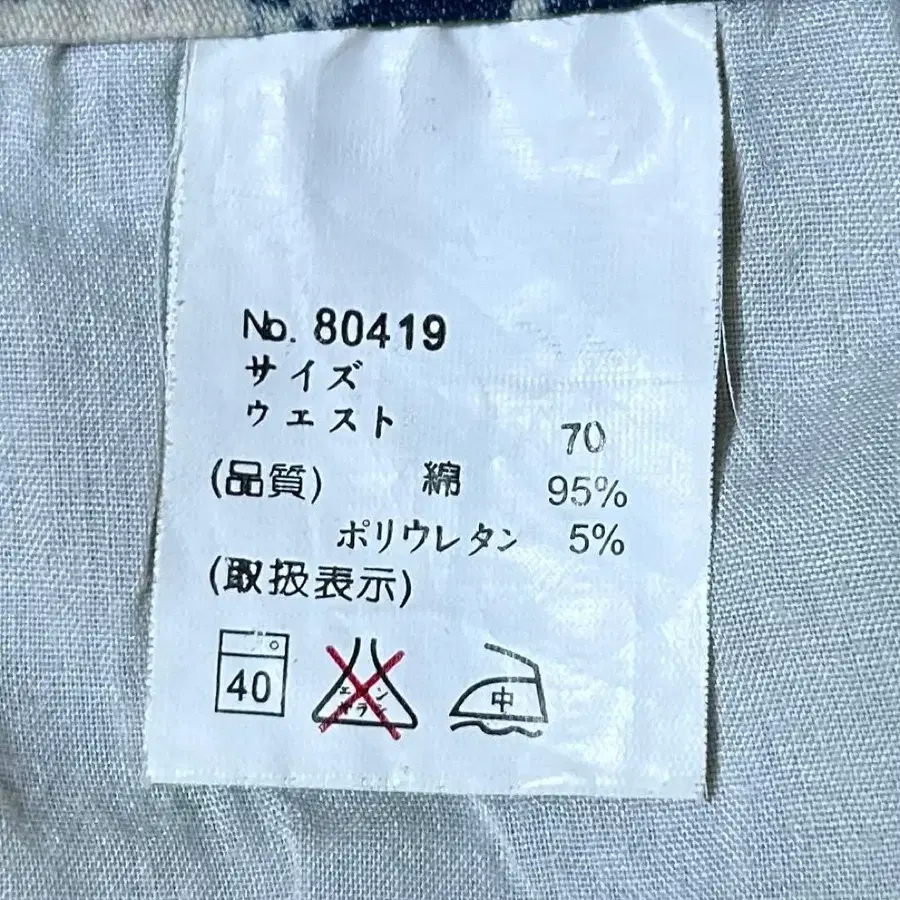 No. 80419
サイズ
ウェスト 70
(品質) 綿 95%
ポリウレタン 5%
(取扱表示)
40
中